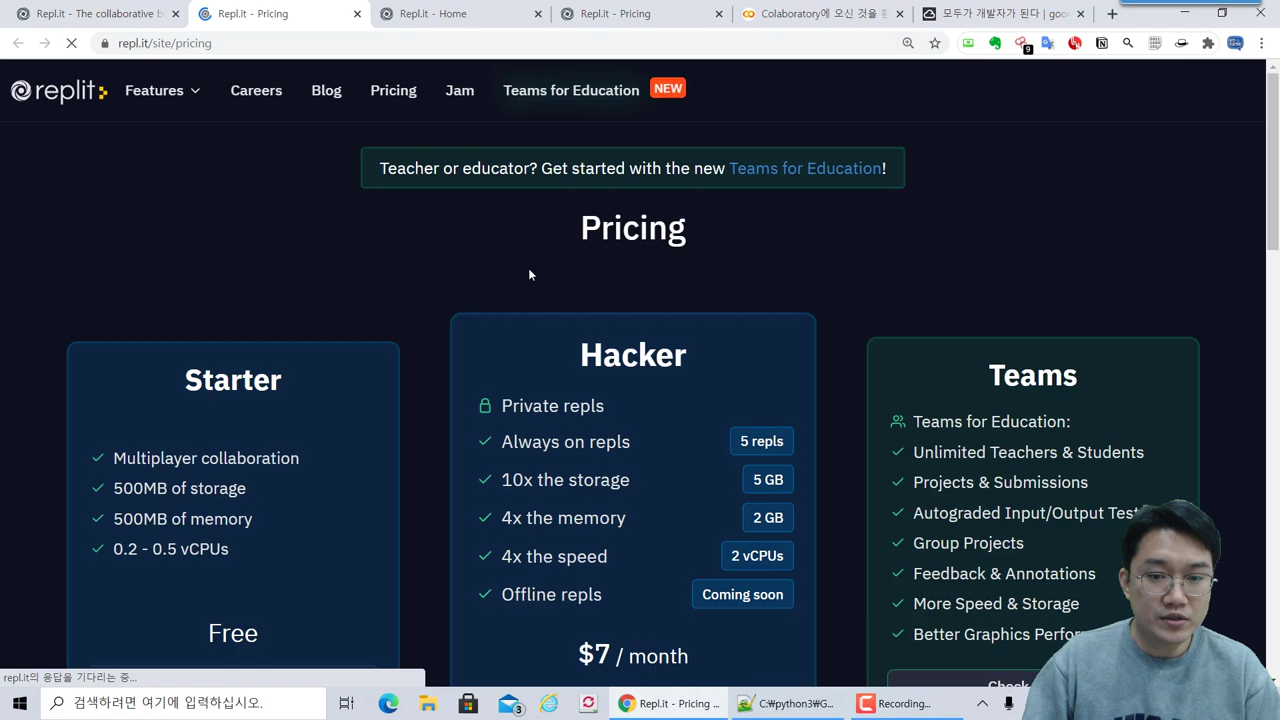 Repl.it - The collaborative b
Repl.it - Pricing
Repl.it - Home
Repl.it - Pricing
Colaboratory에 오신 것을 환
모두가 개발자가 된다 | goo
repl.it/site/pricing
9
replit
Features
Careers
Blog
Pricing
Jam
Teams for Education
NEW
Teacher or educator? Get started with the new Teams for Education!
Pricing
Starter
Multiplayer collaboration
500MB of storage
500MB of memory
0.2 - 0.5 vCPUs
Free
Hacker
Private repls
Always on repls 5 repls
10x the storage 5 GB
4x the memory 2 GB
4x the speed 2 vCPUs
Offline repls Coming soon
$7 / month
Teams
Teams for Education:
Unlimited Teachers & Students
Projects & Submissions
Autograded Input/Output Test
Group Projects
Feedback & Annotations
More Speed & Storage
Better Graphics Perfor
Check
repl.it의 응답을 기다리는 중...
검색하려면 여기에 입력하십시오.
3
Repl.it - Pricing ...
C:₩python3₩G...
Recording...